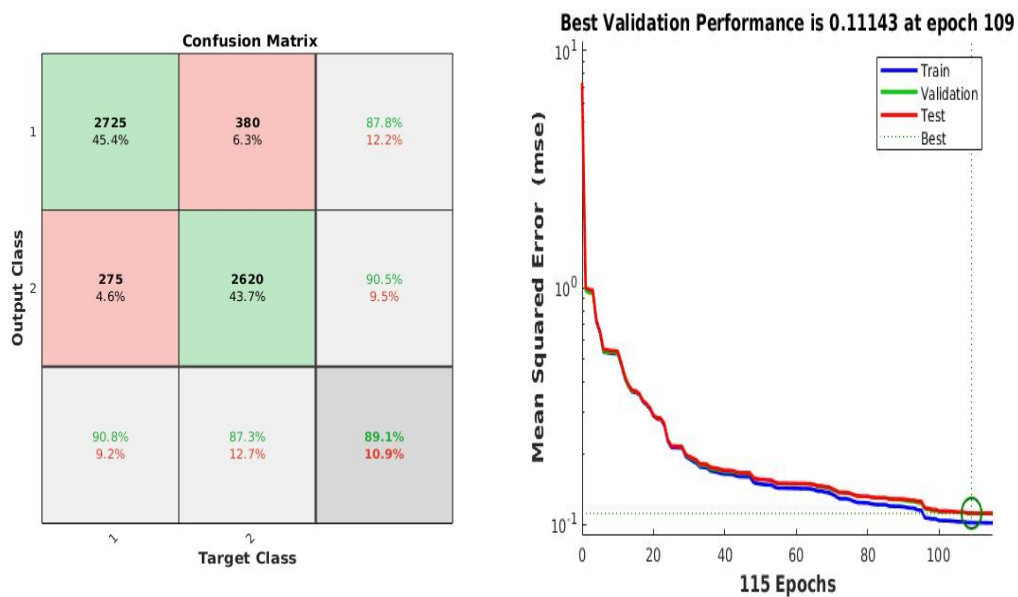 Confusion Matrix
1
2725
45.4%
380
6.3%
87.8%
12.2%
2
275
4.6%
2620
43.7%
90.5%
9.5%
90.8%
9.2%
87.3%
12.7%
89.1%
10.9%
1
2
Output Class
Target Class
Best Validation Performance is 0.11143 at epoch 109
10^1
10^0
10^-1
Mean Squared Error (mse)
Train
Validation
Test
Best
0 20 40 60 80 100
115 Epochs